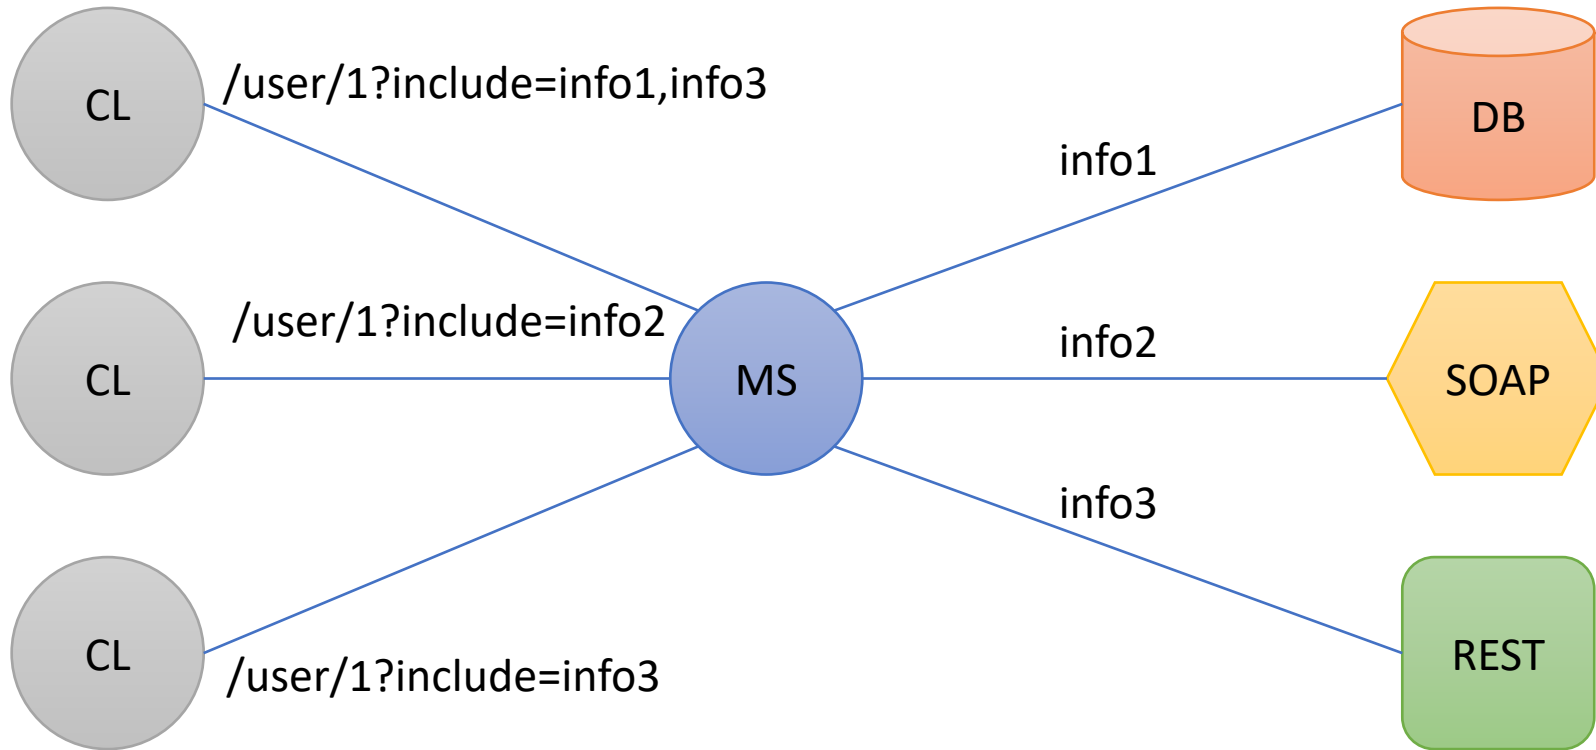 CL
/user/1?include=info1,info3
DB
info1
CL
/user/1?include=info2
MS
info2
SOAP
info3
CL
/user/1?include=info3
REST